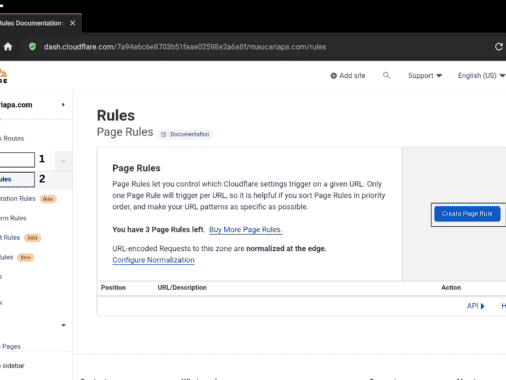 Rules Documentation
dash.cloudflare.com/7a94a6c6e8703b51faae02598e2a6a8f/maucariapa.com/rules
Add site
Support
English (US)
iapa.com
Rules
Page Rules
Documentation
s Routes
1
ules
2
eration Rules
Beta
rm Rules
t Rules
Beta
ules
Beta
Page Rules
Page Rules let you control which Cloudflare settings trigger on a given URL. Only
one Page Rule will trigger per URL, so it is helpful if you sort Page Rules in priority
order, and make your URL patterns as specific as possible.
You have 3 Page Rules left. Buy More Page Rules.
URL-encoded Requests to this zone are normalized at the edge.
Configure Normalization
Create Page Rule
Position
URL/Description
Action
API
H
Pages
sidebar